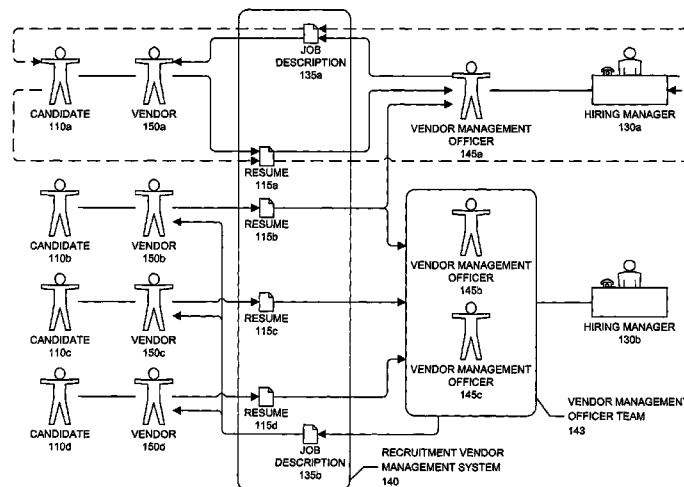 JOB
DESCRIPTION
135a
CANDIDATE
110a
VENDOR
150a
VENDOR MANAGEMENT
OFFICER
145a
HIRING MANAGER
130a
RESUME
115a
CANDIDATE
110b
VENDOR
150b
RESUME
115b
VENDOR MANAGEMENT
OFFICER
145b
CANDIDATE
110c
VENDOR
150c
RESUME
115c
HIRING MANAGER
130b
VENDOR MANAGEMENT
OFFICER
145c
CANDIDATE
110d
VENDOR
150d
RESUME
115d
JOB
DESCRIPTION
135b
RECRUITMENT VENDOR
MANAGEMENT SYSTEM
140
VENDOR MANAGEMENT
OFFICER TEAM
143